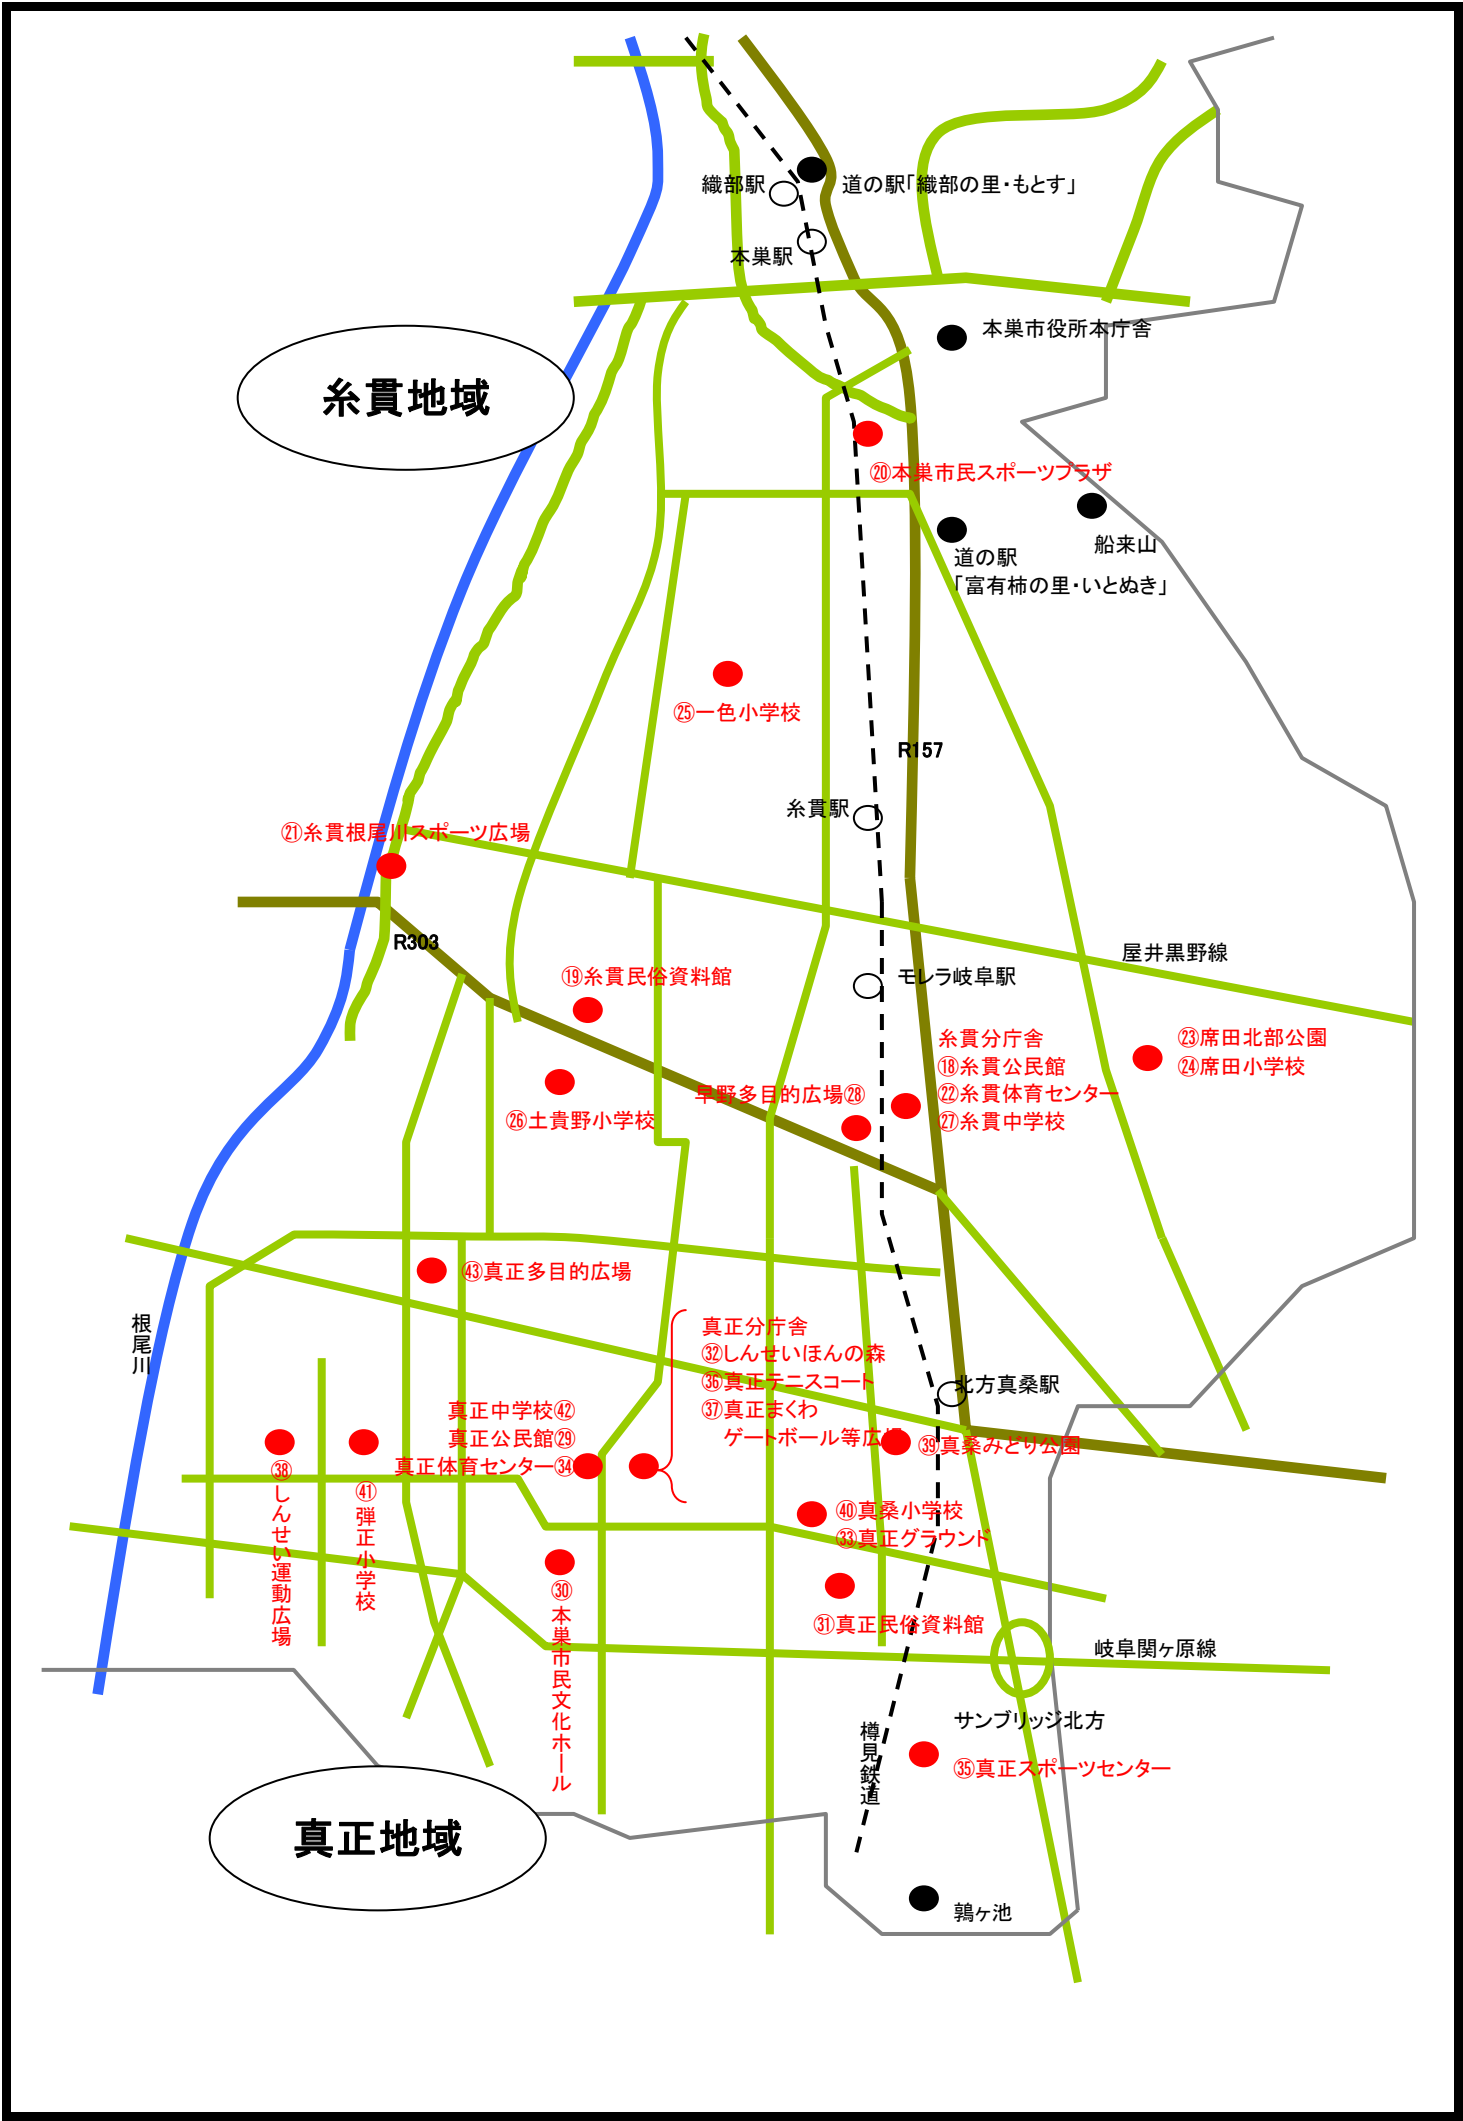 織部駅
道の駅「織部の里・もとす」
本巣駅
本巣市役所本庁舎
糸貫地域
⑳本巣市民スポーツプラザ
船来山
道の駅
「富有柿の里・いとぬき」
㉕一色小学校
R157
糸貫駅
㉑糸貫根尾川スポーツ広場
R303
屋井黒野線
⑲糸貫民俗資料館
モレラ岐阜駅
糸貫分庁舎
⑱糸貫公民館
㉒糸貫体育センター
㉗糸貫中学校
㉓席田北部公園
㉔席田小学校
早野多目的広場㉘
㉖土貴野小学校
㊸真正多目的広場
根尾川
真正分庁舎
㉜しんせいほんの森
㊱真正テニスコート
㊲真正まくわ
ゲートボール等広場
北方真桑駅
真正中学校㊷
真正公民館㉙
真正体育センター㉞
㊴真桑みどり公園
㊳しんせい運動広場
㊶弾正小学校
㊵真桑小学校
㉝真正グラウンド
㉚本巣市民文化ホール
㉛真正民俗資料館
岐阜関ヶ原線
サンブリッジ北方
樽見鉄道
㉟真正スポーツセンター
真正地域
鶉ヶ池